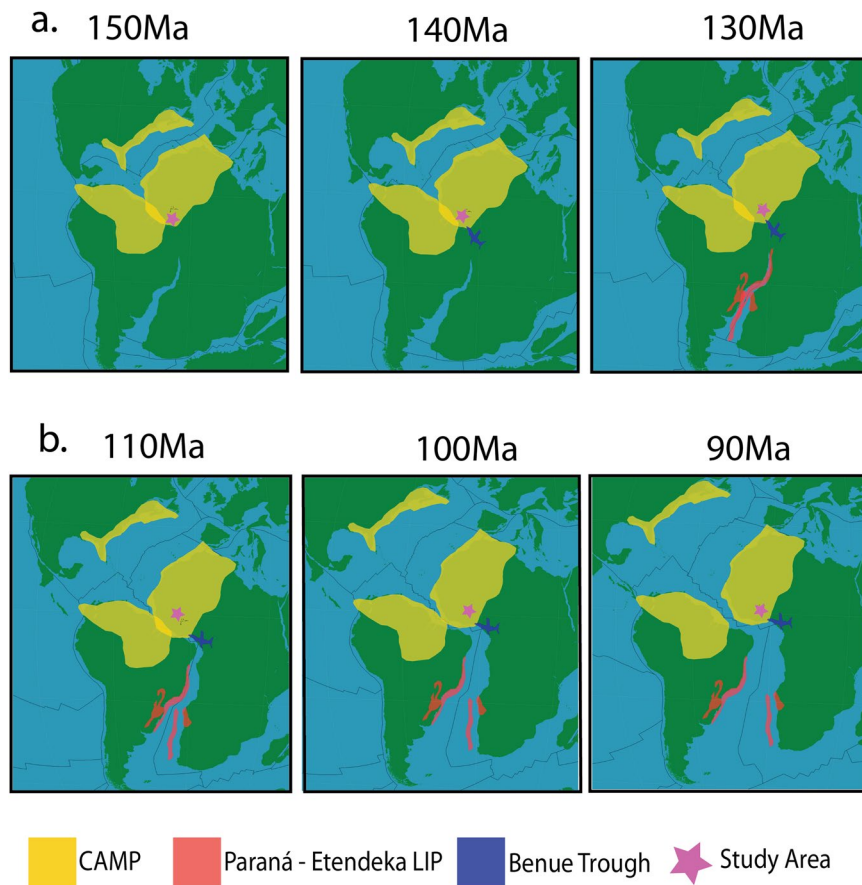 a.
150Ma
140Ma
130Ma
b.
110Ma
100Ma
90Ma
CAMP
Paraná - Etendeka LIP
Benue Trough
Study Area